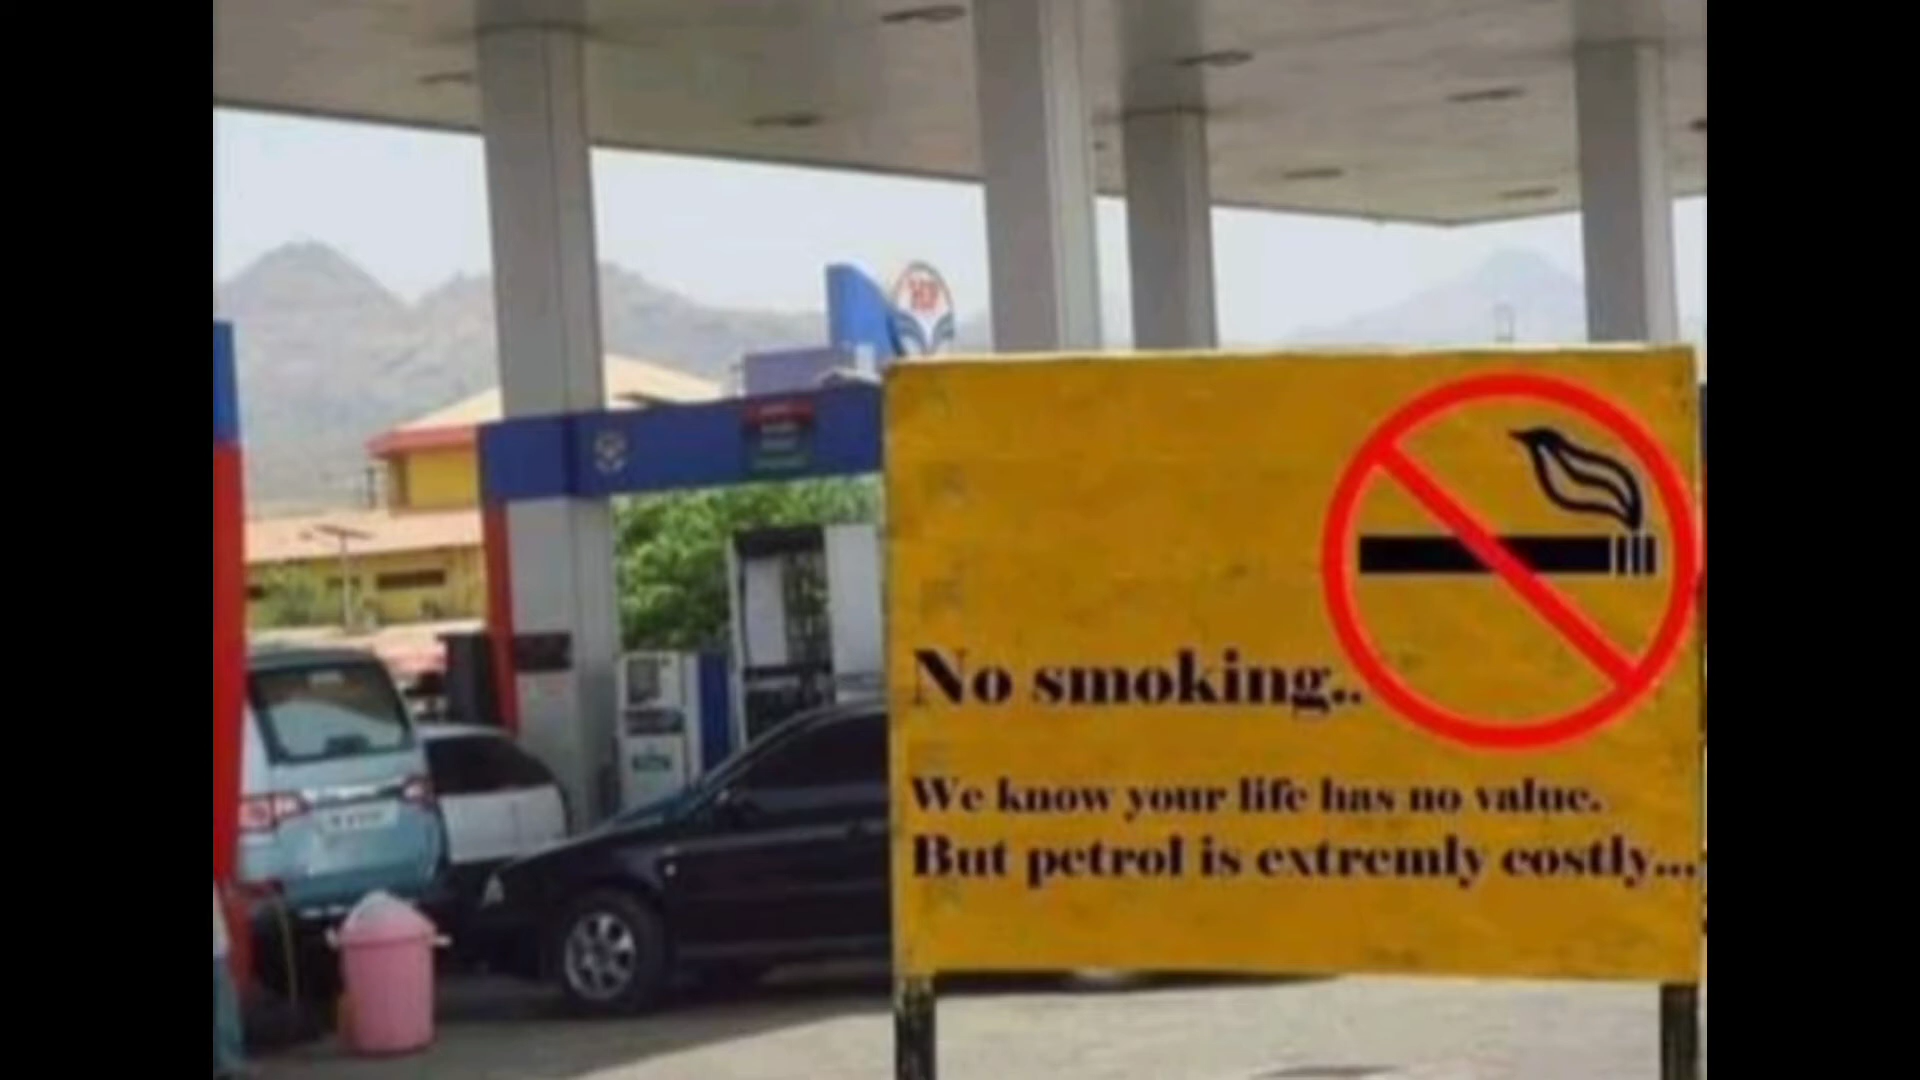 No smoking..
We know your life has no value.
But petrol is extremly costly...